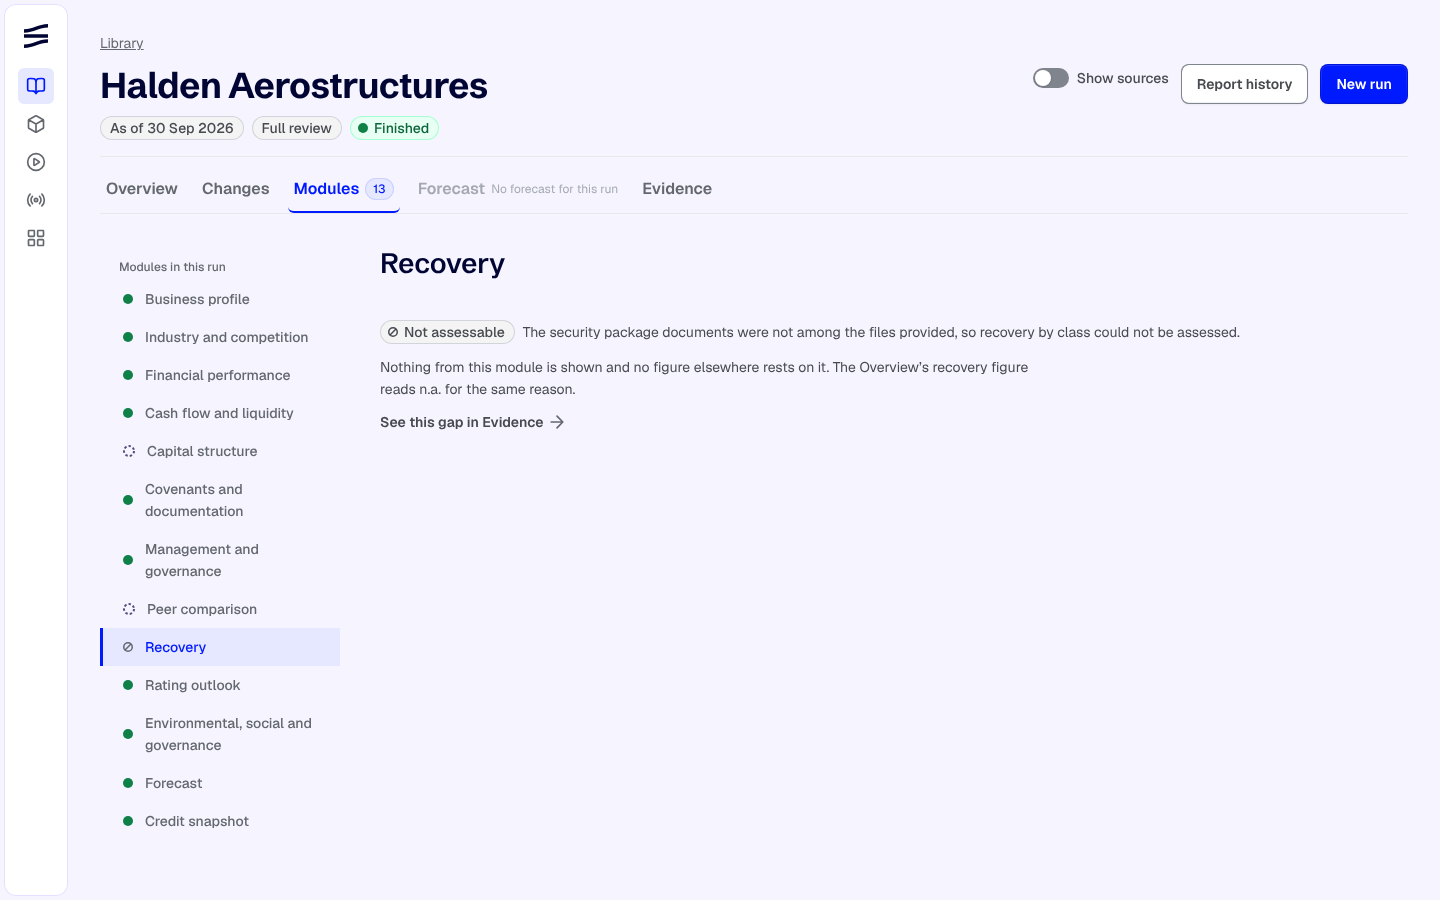 Library
Halden Aerostructures
Show sources
Report history
New run
As of 30 Sep 2026
Full review
Finished
Overview
Changes
Modules 13
Forecast No forecast for this run
Evidence
Modules in this run
Business profile
Industry and competition
Financial performance
Cash flow and liquidity
Capital structure
Covenants and
documentation
Management and
governance
Peer comparison
Recovery
Rating outlook
Environmental, social and
governance
Forecast
Credit snapshot
Recovery
Not assessable
The security package documents were not among the files provided, so recovery by class could not be assessed.
Nothing from this module is shown and no figure elsewhere rests on it. The Overview’s recovery figure
reads n.a. for the same reason.
See this gap in Evidence